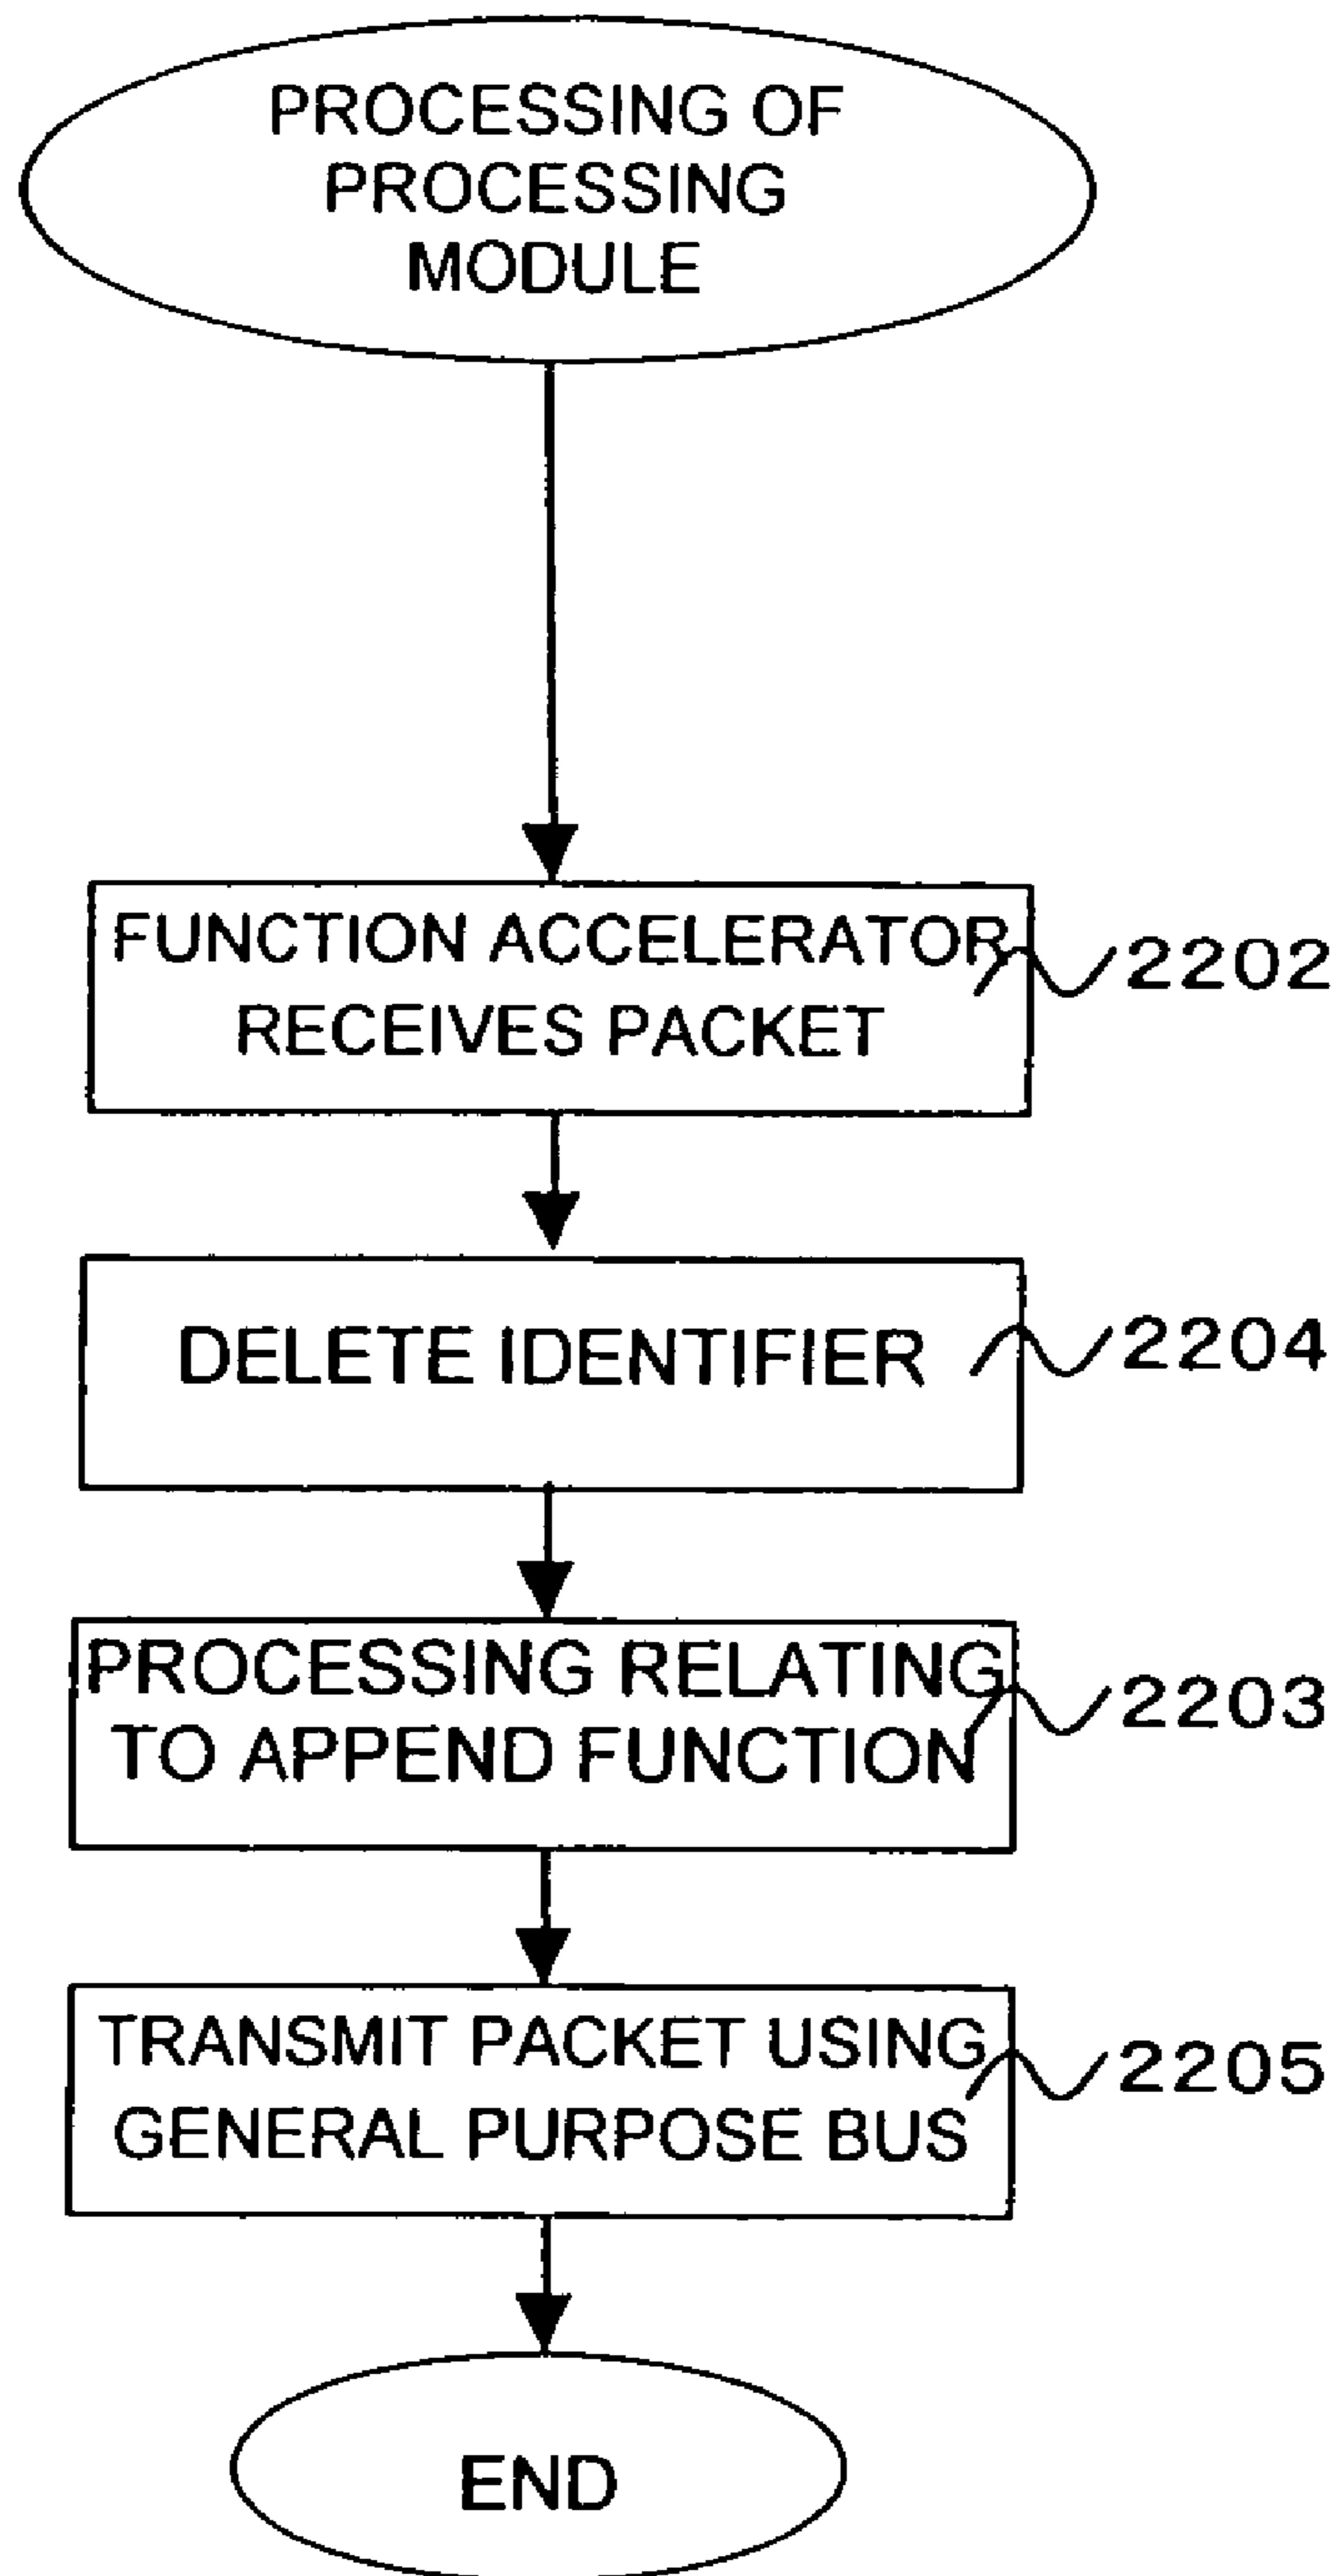 PROCESSING OF
PROCESSING
MODULE
FUNCTION ACCELERATOR
RECEIVES PACKET
2202
DELETE IDENTIFIER
2204
PROCESSING RELATING
TO APPEND FUNCTION
2203
TRANSMIT PACKET USING
GENERAL PURPOSE BUS
2205
END